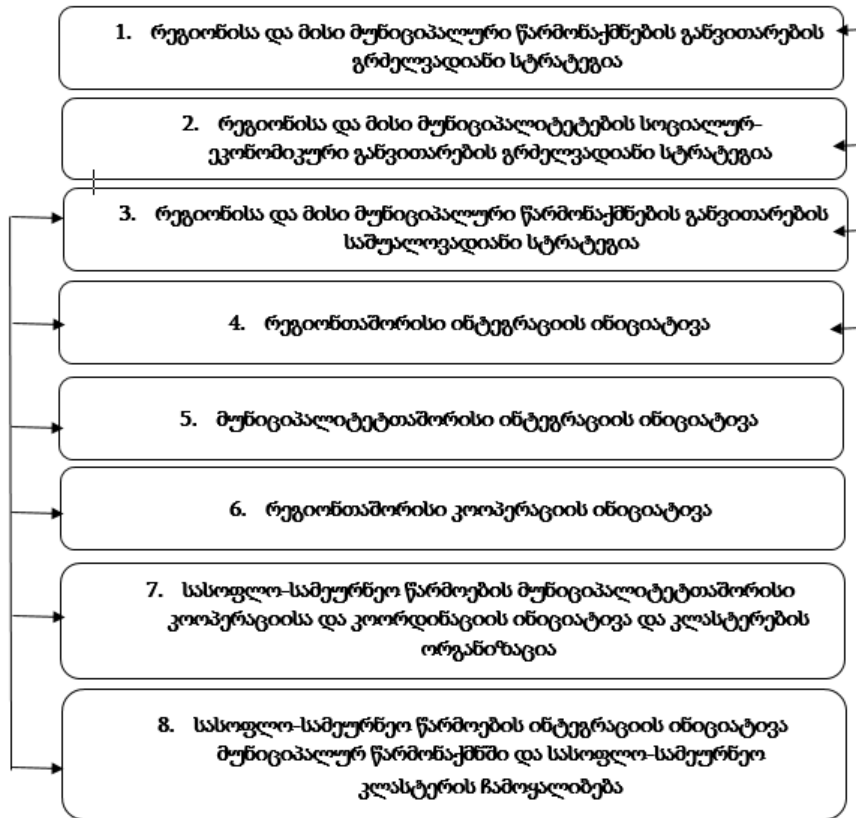 1. რეგიონისა და მისი მუნიციპალური წარმონაქმნების განვითარების
გრძელვადიანი სტრატეგია
2. რეგიონისა და მისი მუნიციპალიტეტების სოციალურ-
ეკონომიკური განვითარების გრძელვადიანი სტრატეგია
3. რეგიონისა და მისი მუნიციპალური წარმონაქმნების განვითარების
საშუალოვადიანი სტრატეგია
4. რეგიონთაშორისი ინტეგრაციის ინიციატივა
5. მუნიციპალიტეტთაშორისი ინტეგრაციის ინიციატივა
6. რეგიონთაშორისი კოოპერაციის ინიციატივა
7. სასოფლო-სამეურნეო წარმოების მუნიციპალიტეტთაშორისი
კოოპერაციისა და კოორდინაციის ინიციატივა და კლასტერების
ორგანიზაცია
8. სასოფლო-სამეურნეო წარმოების ინტეგრაციის ინიციატივა
მუნიციპალურ წარმონაქმნში და სასოფლო-სამეურნეო
კლასტერის ჩამოყალიბება